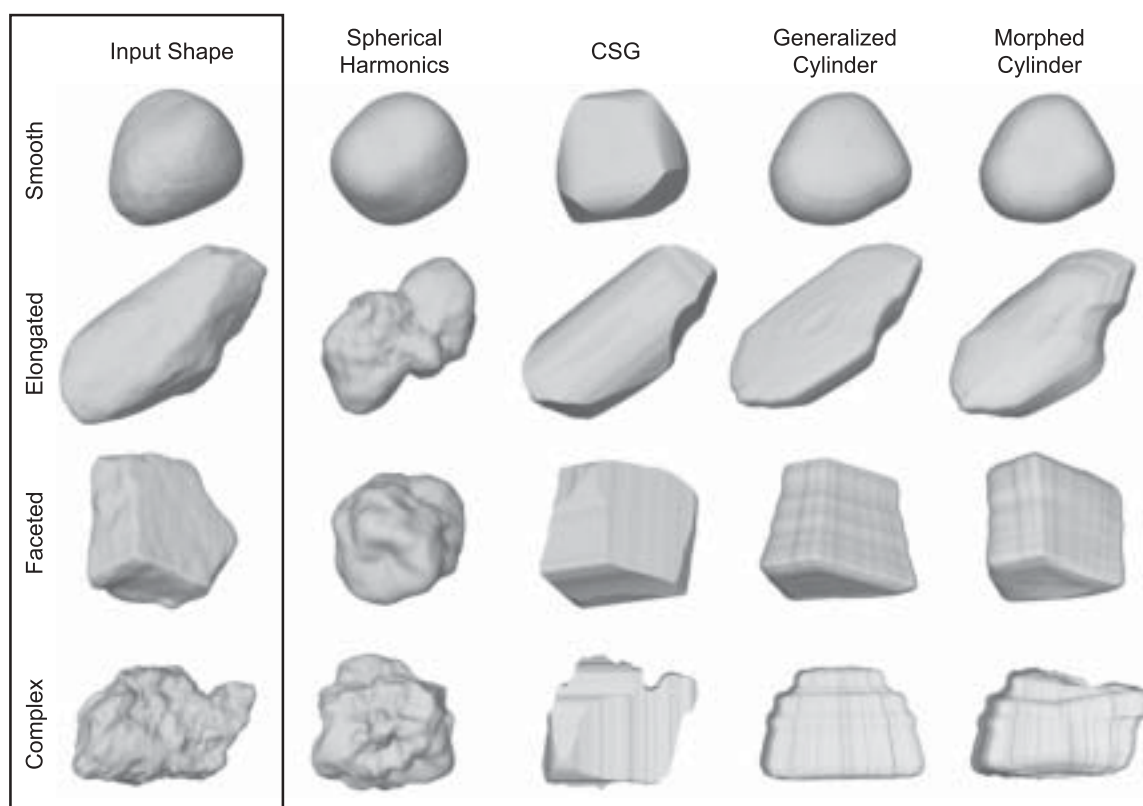 Input Shape
Spherical
Harmonics
CSG
Generalized
Cylinder
Morphed
Cylinder
Smooth
Elongated
Faceted
Complex